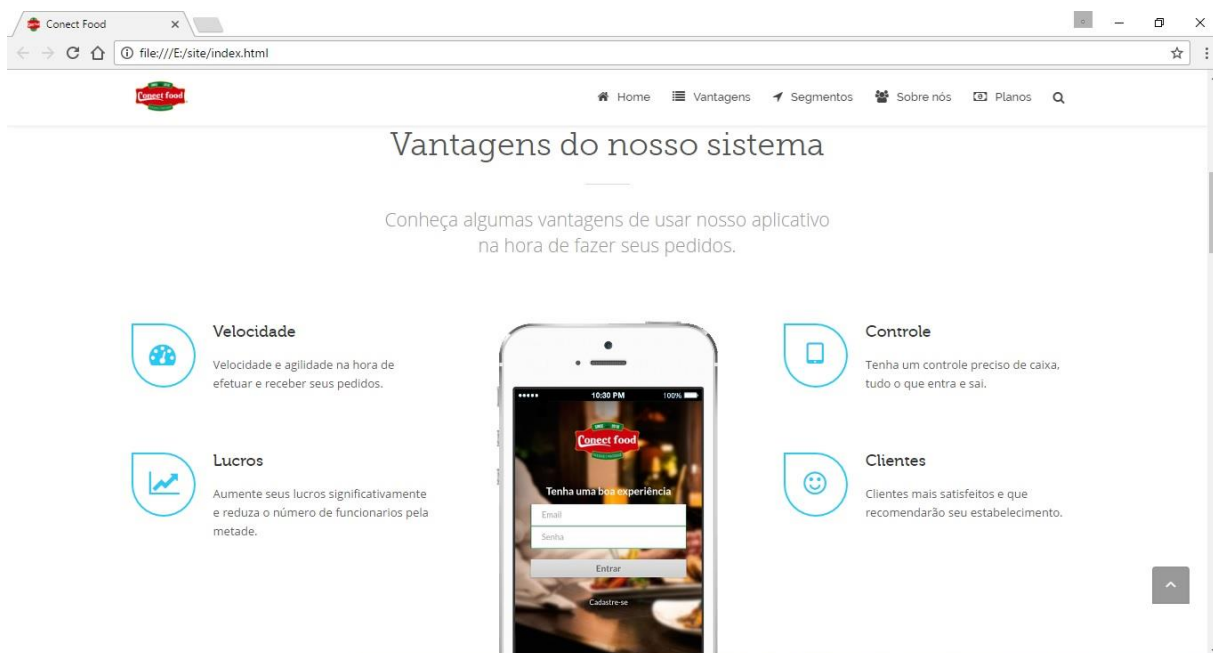 Conect Food
file:///E:/site/index.html
Conect food
Home Vantagens Segmentos Sobre nós Planos
Vantagens do nosso sistema
Conheça algumas vantagens de usar nosso aplicativo
na hora de fazer seus pedidos.
Velocidade
Velocidade e agilidade na hora de
efetuar e receber seus pedidos.
Lucros
Aumente seus lucros significativamente
e reduza o número de funcionarios pela
metade.
10:30 PM 100%
Conect food
Tenha uma boa experiência
Email
Senha
Entrar
Cadastre-se
Controle
Tenha um controle preciso de caixa,
tudo o que entra e sai.
Clientes
Clientes mais satisfeitos e que
recomendarão seu estabelecimento.